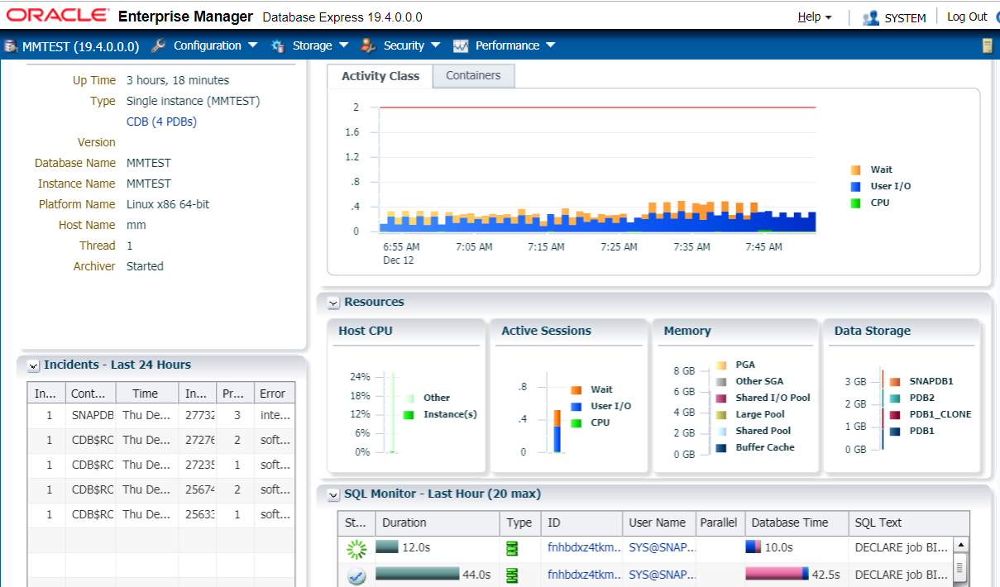 ORACLE Enterprise Manager Database Express 19.4.0.0.0 Help SYSTEM Log Out
MMTEST (19.4.0.0.0) Configuration Storage Security Performance
Up Time 3 hours, 18 minutes
Type Single instance (MMTEST)
CDB (4 PDBs)
Version
Database Name MMTEST
Instance Name MMTEST
Platform Name Linux x86 64-bit
Host Name mm
Thread 1
Archiver Started
Activity Class Containers
2
1.6
1.2
.8
.4
0
6:55 AM 7:05 AM 7:15 AM 7:25 AM 7:35 AM 7:45 AM
Dec 12
Wait
User I/O
CPU
Resources
Host CPU
24%
18%
12%
6%
0%
Other
Instance(s)
Active Sessions
.8
.4
0
Wait
User I/O
CPU
Memory
8 GB
6 GB
4 GB
2 GB
0 GB
PGA
Other SGA
Shared I/O Pool
Large Pool
Shared Pool
Buffer Cache
Data Storage
3 GB
2 GB
1 GB
0 GB
SNAPDB1
PDB2
PDB1_CLONE
PDB1
Incidents - Last 24 Hours
In... Cont... Time In... Pr... Error
1 SNAPDB Thu De... 27732 3 inte...
1 CDB$RC Thu De... 27276 2 soft...
1 CDB$RC Thu De... 27235 1 soft...
1 CDB$RC Thu De... 25674 2 soft...
1 CDB$RC Thu De... 25633 1 soft...
SQL Monitor - Last Hour (20 max)
St... Duration Type ID User Name Parallel Database Time SQL Text
12.0s fnhbdxz4tkm... SYS@SNAP... 10.0s DECLARE job BI...
44.0s fnhbdxz4tkm... SYS@SNAP... 42.5s DECLARE job BI...